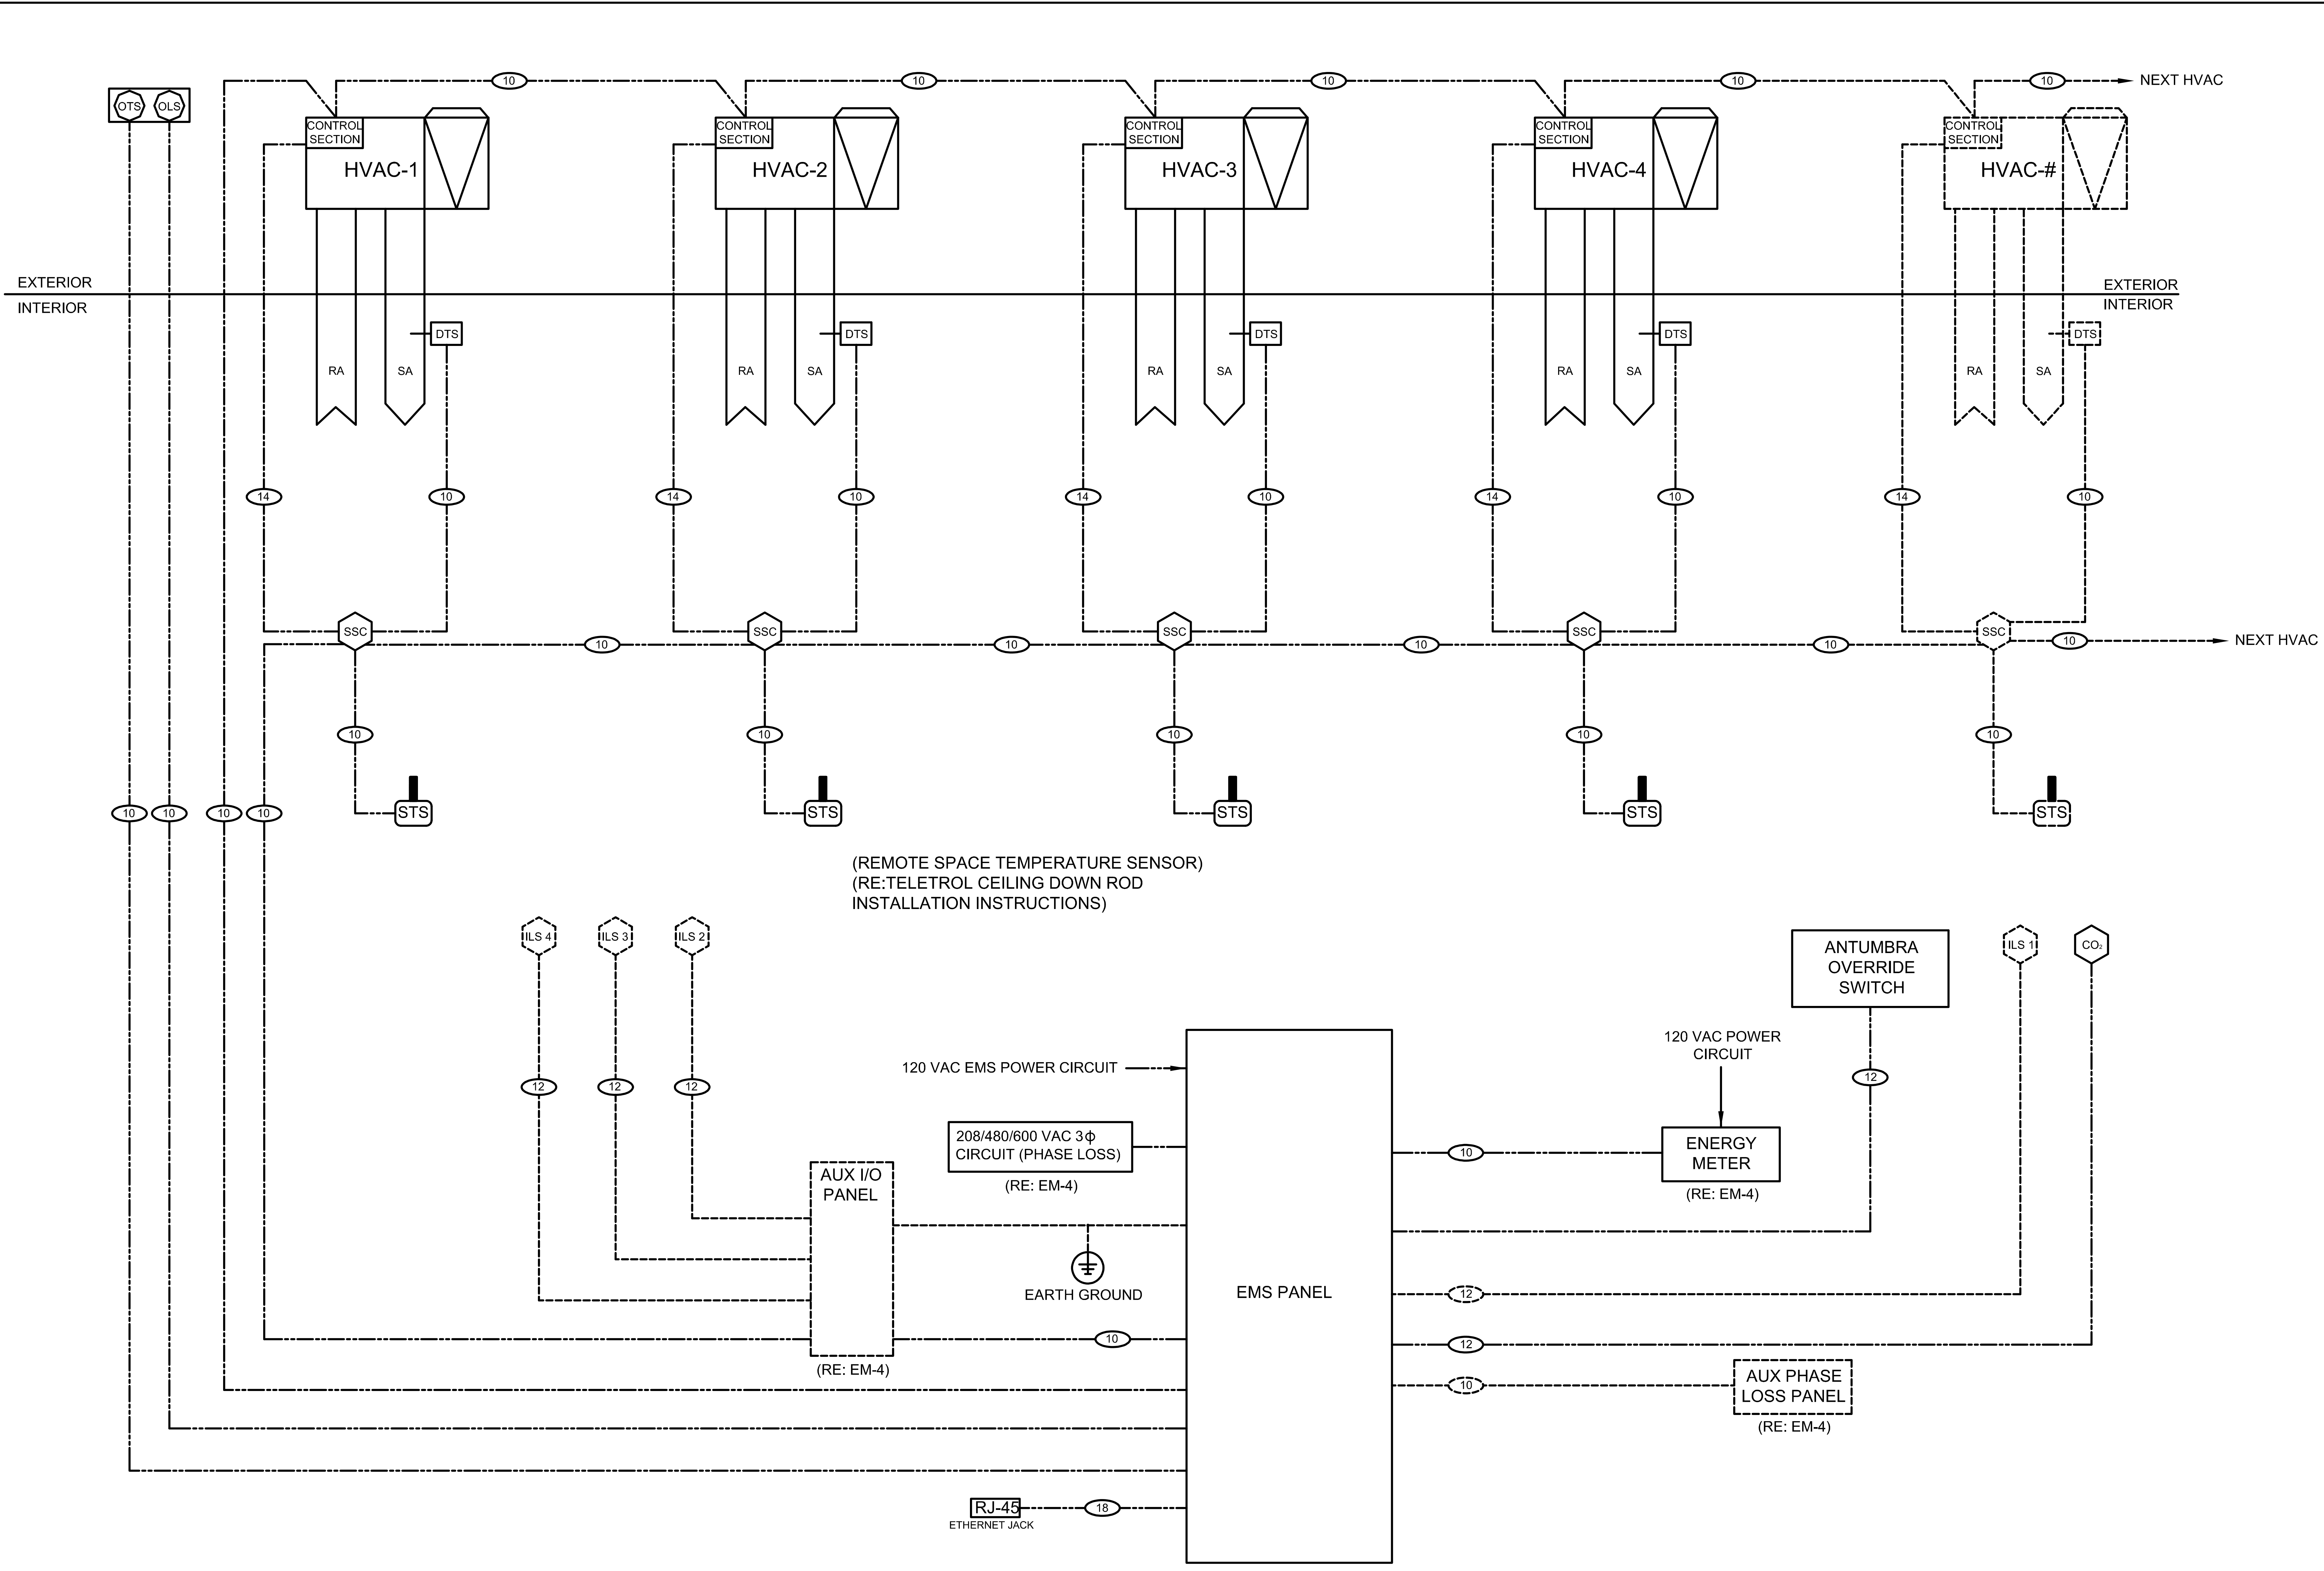 10 10 10 10 10 NEXT HVAC
OTS OLS
CONTROL CONTROL CONTROL CONTROL CONTROL
SECTION SECTION SECTION SECTION SECTION
HVAC-1 HVAC-2 HVAC-3 HVAC-4 HVAC-#
EXTERIOR EXTERIOR
INTERIOR INTERIOR
DTS DTS DTS DTS DTS
RA SA RA SA RA SA RA SA RA SA
14 10 14 10 14 10 14 10 14 10
SSC SSC SSC SSC SSC
10 10 10 10 10 NEXT HVAC
10 10 10 10 10
10 10 10 10 STS STS STS STS STS
(REMOTE SPACE TEMPERATURE SENSOR)
(RE:TELETROL CEILING DOWN ROD
INSTALLATION INSTRUCTIONS)
ILS 4 ILS 3 ILS 2
ILS 1 CO₂
ANTUMBRA
OVERRIDE
SWITCH
120 VAC POWER
CIRCUIT
120 VAC EMS POWER CIRCUIT
12 12 12
12
208/480/600 VAC 3ϕ
CIRCUIT (PHASE LOSS)
(RE: EM-4)
10
ENERGY
METER
(RE: EM-4)
AUX I/O
PANEL
EARTH GROUND
EMS PANEL
12
10
12
(RE: EM-4)
10
AUX PHASE
LOSS PANEL
(RE: EM-4)
RJ-45 18
ETHERNET JACK